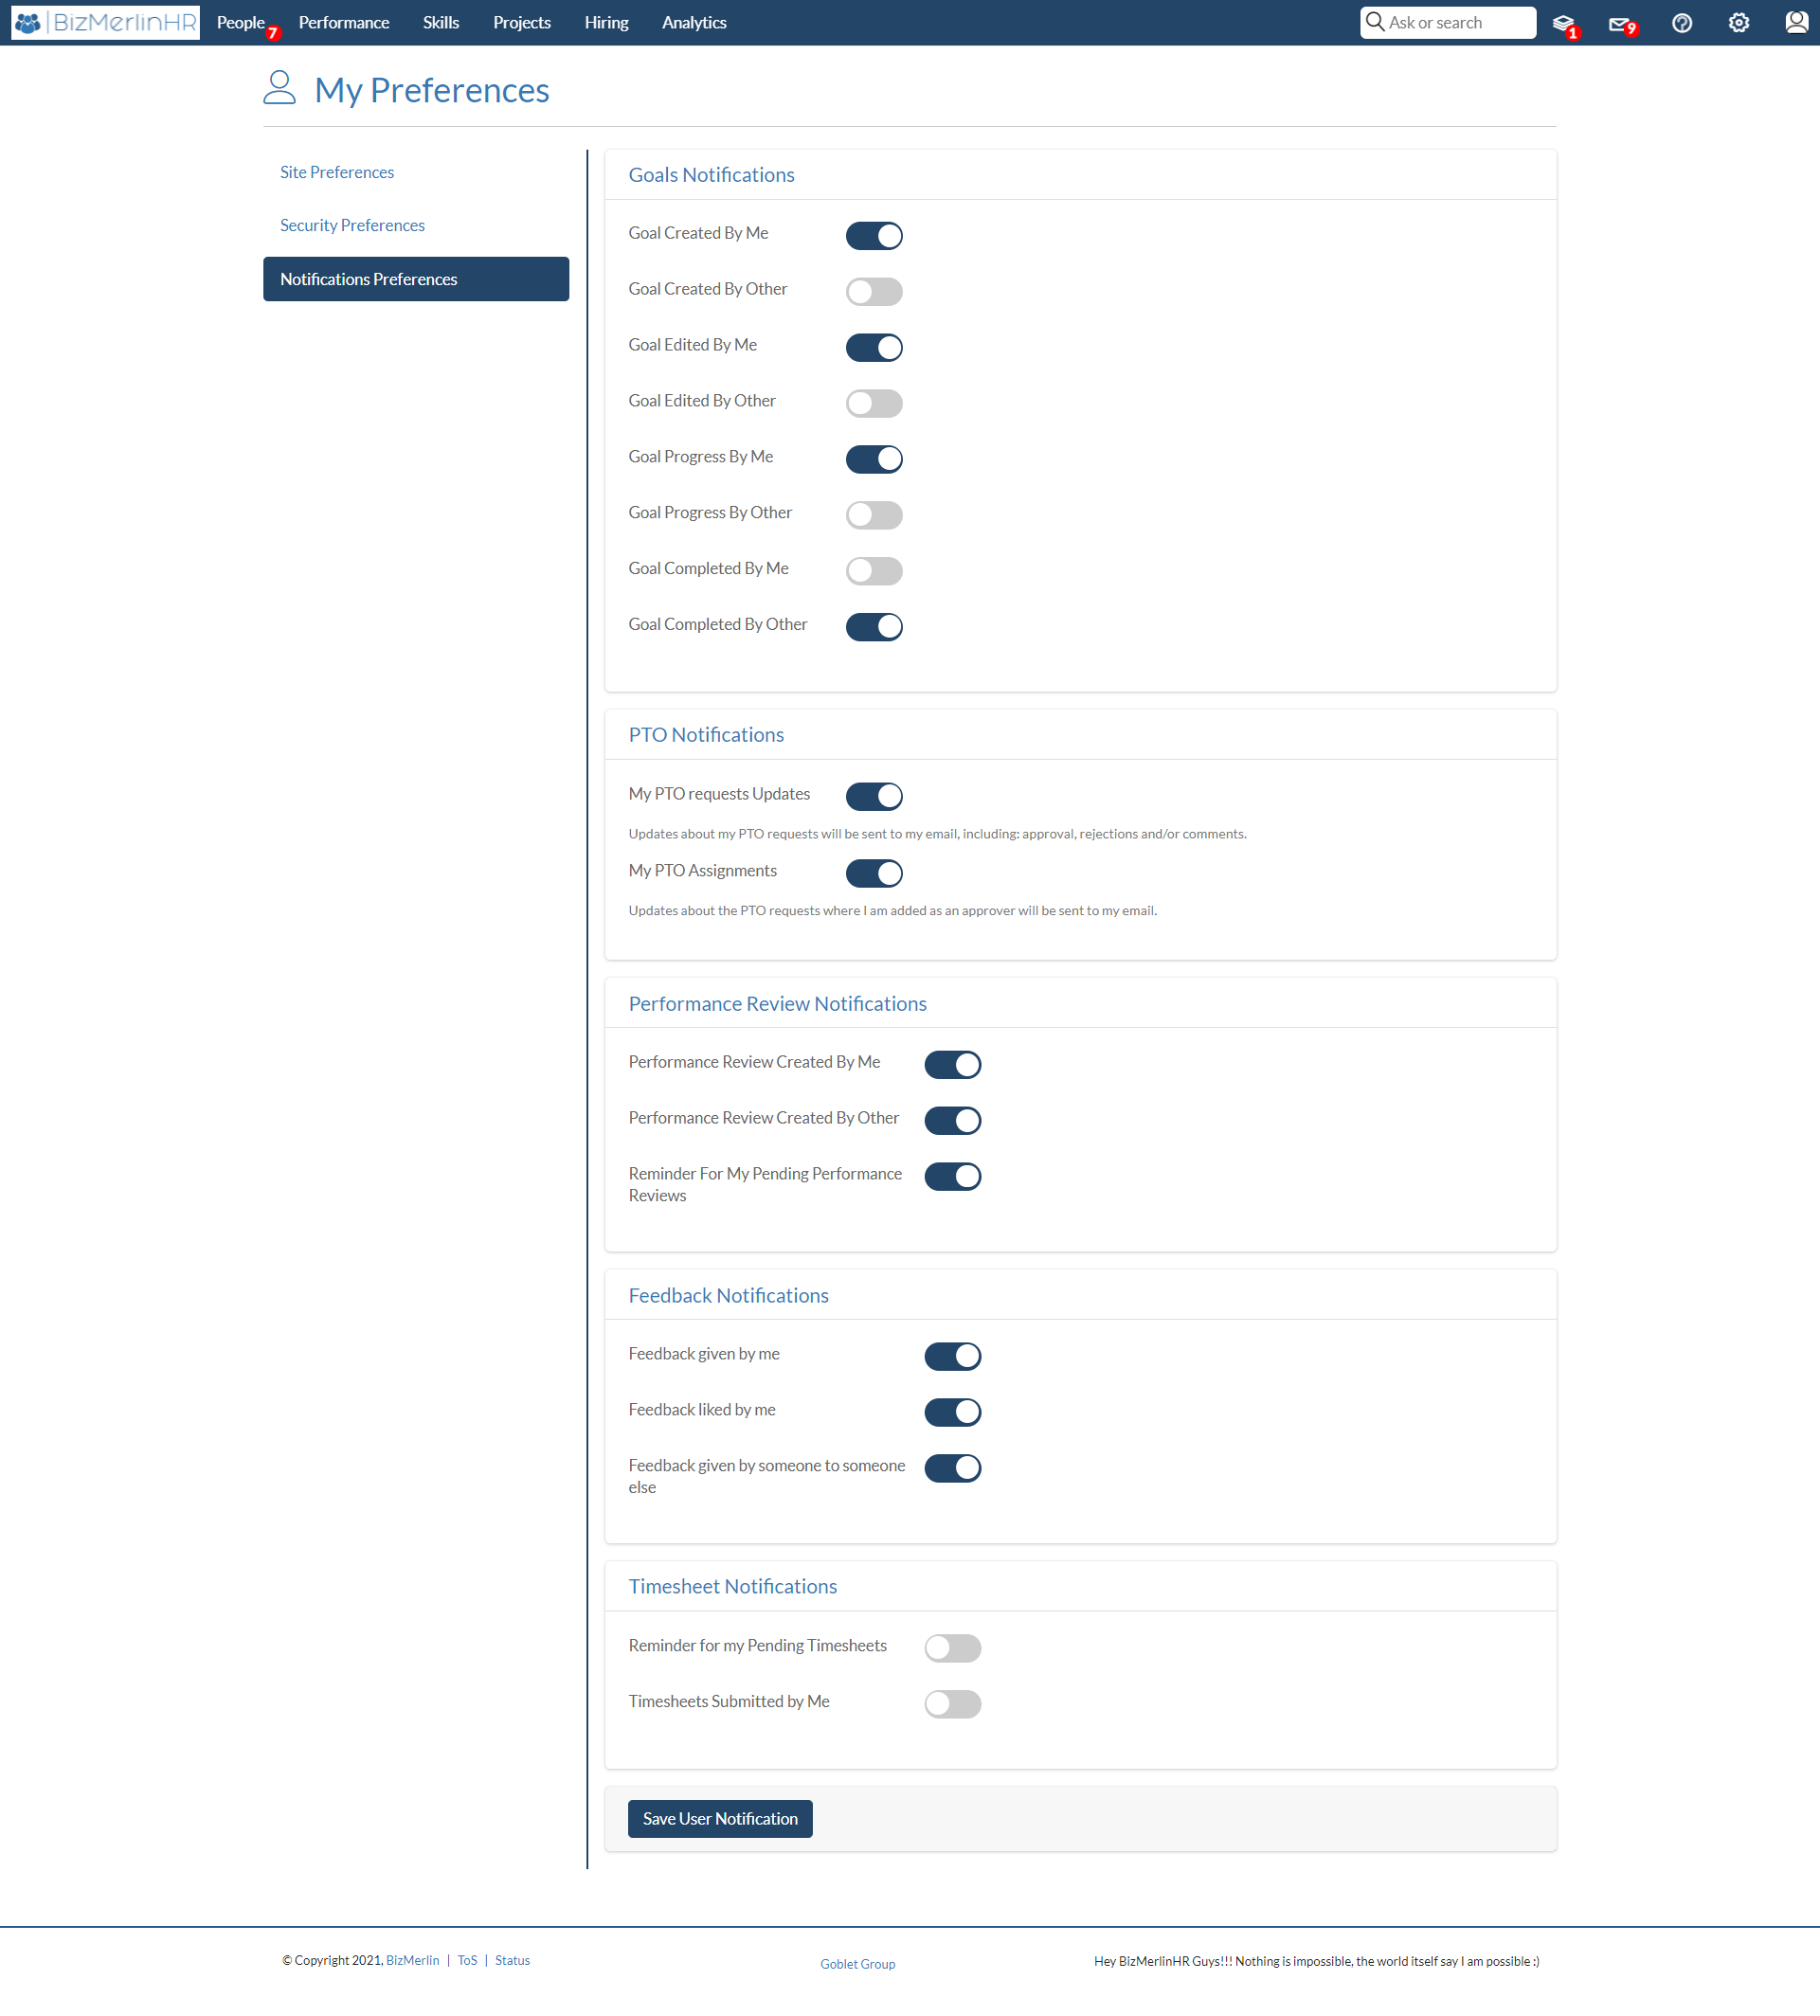 BizMerlinHR People 7 Performance Skills Projects Hiring Analytics Ask or search 1 9
My Preferences
Site Preferences
Security Preferences
Notifications Preferences
Goals Notifications
Goal Created By Me
Goal Created By Other
Goal Edited By Me
Goal Edited By Other
Goal Progress By Me
Goal Progress By Other
Goal Completed By Me
Goal Completed By Other
PTO Notifications
My PTO requests Updates
Updates about my PTO requests will be sent to my email, including: approval, rejections and/or comments.
My PTO Assignments
Updates about the PTO requests where I am added as an approver will be sent to my email.
Performance Review Notifications
Performance Review Created By Me
Performance Review Created By Other
Reminder For My Pending Performance
Reviews
Feedback Notifications
Feedback given by me
Feedback liked by me
Feedback given by someone to someone
else
Timesheet Notifications
Reminder for my Pending Timesheets
Timesheets Submitted by Me
Save User Notification
© Copyright 2021, BizMerlin | ToS | Status
Goblet Group
Hey BizMerlinHR Guys!!! Nothing is impossible, the world itself say I am possible :)